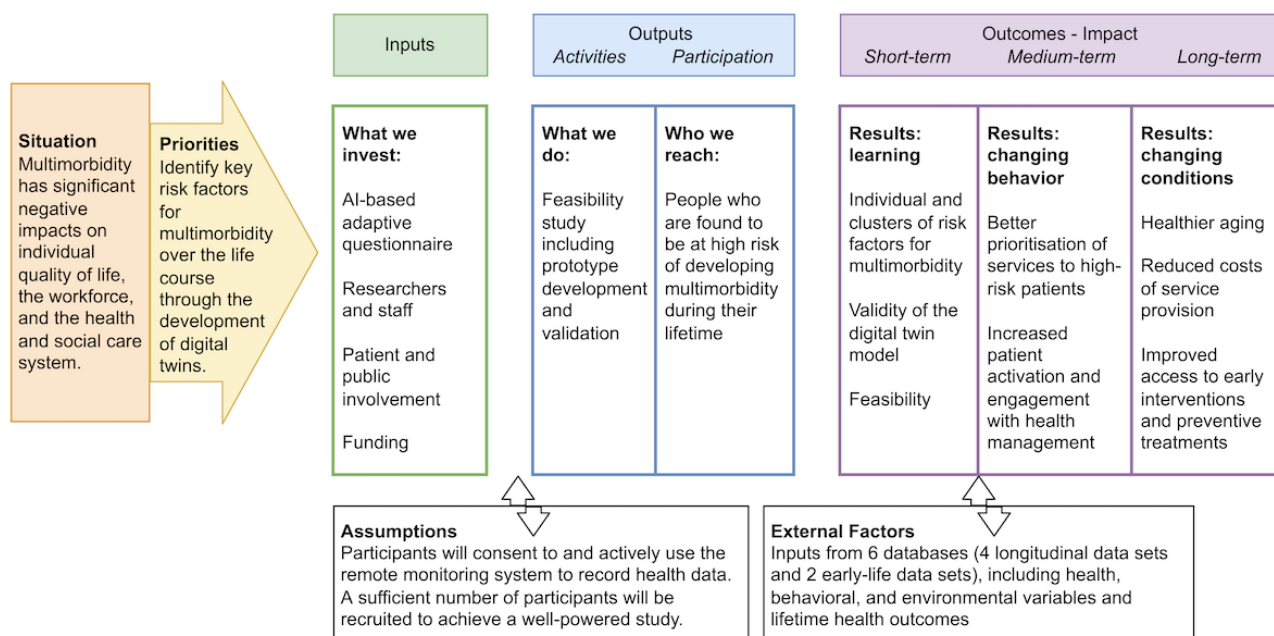 Inputs
Outputs
Activities
Participation
Outcomes - Impact
Short-term
Medium-term
Long-term
Situation
Multimorbidity
has significant
negative
impacts on
individual
quality of life,
the workforce,
and the health
and social care
system.
Priorities
Identify key
risk factors
for
multimorbidity
over the life
course
through the
development
of digital
twins.
What we
invest:
AI-based
adaptive
questionnaire
Researchers
and staff
Patient and
public
involvement
Funding
What we
do:
Feasibility
study
including
prototype
development
and
validation
Who we
reach:
People who
are found to
be at high risk
of developing
multimorbidity
during their
lifetime
Results:
learning
Individual and
clusters of risk
factors for
multimorbidity
Validity of the
digital twin
model
Feasibility
Results:
changing
behavior
Better
prioritisation of
services to high-
risk patients
Increased
patient
activation and
engagement
with health
management
Results:
changing
conditions
Healthier aging
Reduced costs
of service
provision
Improved
access to early
interventions
and preventive
treatments
Assumptions
Participants will consent to and actively use the
remote monitoring system to record health data.
A sufficient number of participants will be
recruited to achieve a well-powered study.
External Factors
Inputs from 6 databases (4 longitudinal data sets
and 2 early-life data sets), including health,
behavioral, and environmental variables and
lifetime health outcomes